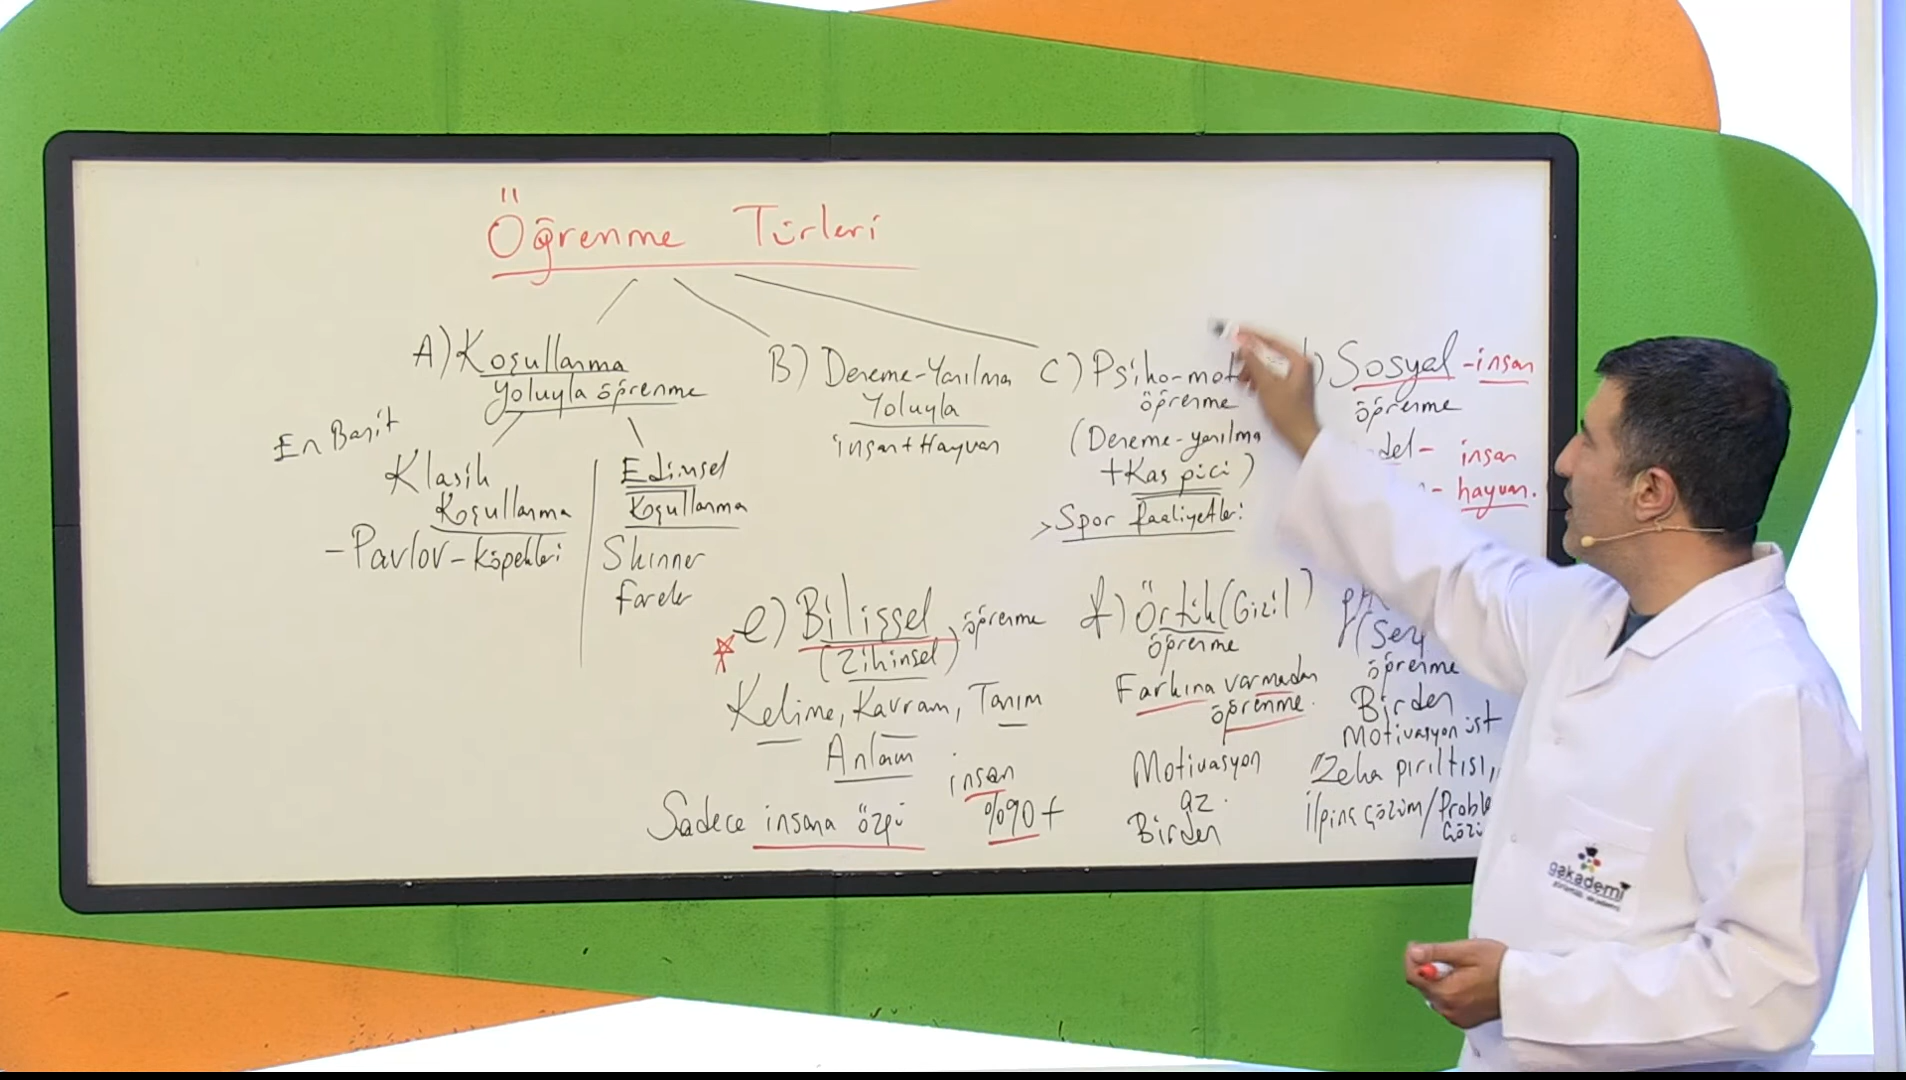 Öğrenme Türleri
A) Koşullanma
Yoluyla öğrenme
En Basit
Klasik
Koşullanma
- Pavlov - köpekleri
Edimsel
Koşullanma
Skinner
fareler
B) Deneme-Yanılma
Yoluyla
insan + Hayvan
C) Psiko-mot
öğrenme
(Deneme-yanılma
+ Kas gücü)
> Spor faaliyetleri
) Sosyal - insan
öğrenme
del - insan
- hayvan.
e) Bilişsel öğrenme
(Zihinsel)
Kelime, Kavram, Tanım
Anlam
Sadece insana özgü
insan
%90 +
f) Örtük (Gizil)
öğrenme
Farkına varmadan
öğrenme.
Motivasyon
az.
Birden
öğrenme
Birden
Motivasyon üst
"Zeka pırıltısı"
ilginç çözüm /
gakademi